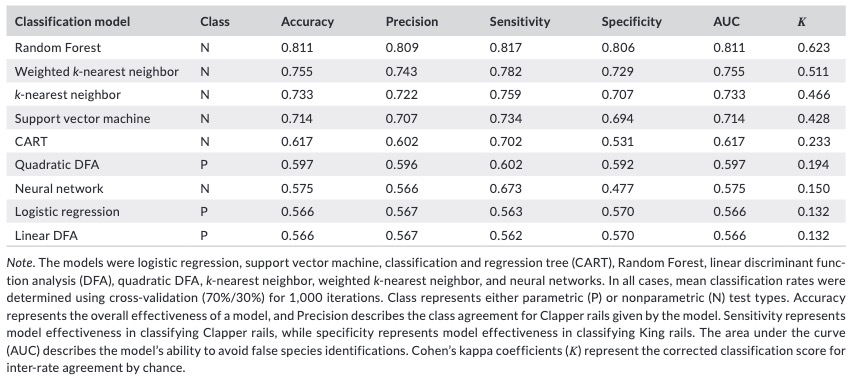 Classification model Class Accuracy Precision Sensitivity Specificity AUC K
Random Forest N 0.811 0.809 0.817 0.806 0.811 0.623
Weighted k-nearest neighbor N 0.755 0.743 0.782 0.729 0.755 0.511
k-nearest neighbor N 0.733 0.722 0.759 0.707 0.733 0.466
Support vector machine N 0.714 0.707 0.734 0.694 0.714 0.428
CART N 0.617 0.602 0.702 0.531 0.617 0.233
Quadratic DFA P 0.597 0.596 0.602 0.592 0.597 0.194
Neural network N 0.575 0.566 0.673 0.477 0.575 0.150
Logistic regression P 0.566 0.567 0.563 0.570 0.566 0.132
Linear DFA P 0.566 0.567 0.562 0.570 0.566 0.132
Note. The models were logistic regression, support vector machine, classification and regression tree (CART), Random Forest, linear discriminant func-
tion analysis (DFA), quadratic DFA, k-nearest neighbor, weighted k-nearest neighbor, and neural networks. In all cases, mean classification rates were
determined using cross-validation (70%/30%) for 1,000 iterations. Class represents either parametric (P) or nonparametric (N) test types. Accuracy
represents the overall effectiveness of a model, and Precision describes the class agreement for Clapper rails given by the model. Sensitivity represents
model effectiveness in classifying Clapper rails, while specificity represents model effectiveness in classifying King rails. The area under the curve
(AUC) describes the model's ability to avoid false species identifications. Cohen's kappa coefficients (K) represent the corrected classification score for
inter-rate agreement by chance.